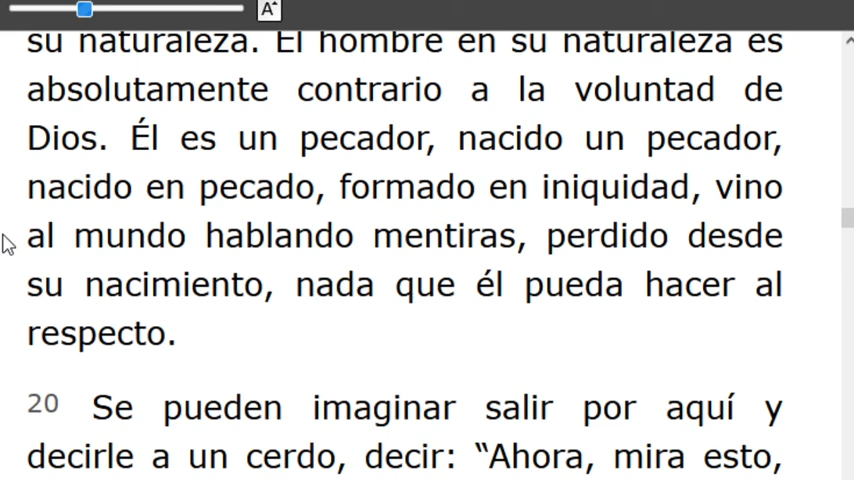 A
su naturaleza. El hombre en su naturaleza es
absolutamente contrario a la voluntad de
Dios. Él es un pecador, nacido un pecador,
nacido en pecado, formado en iniquidad, vino
al mundo hablando mentiras, perdido desde
su nacimiento, nada que él pueda hacer al
respecto.
20 Se pueden imaginar salir por aquí y
decirle a un cerdo, decir: “Ahora, mira esto,